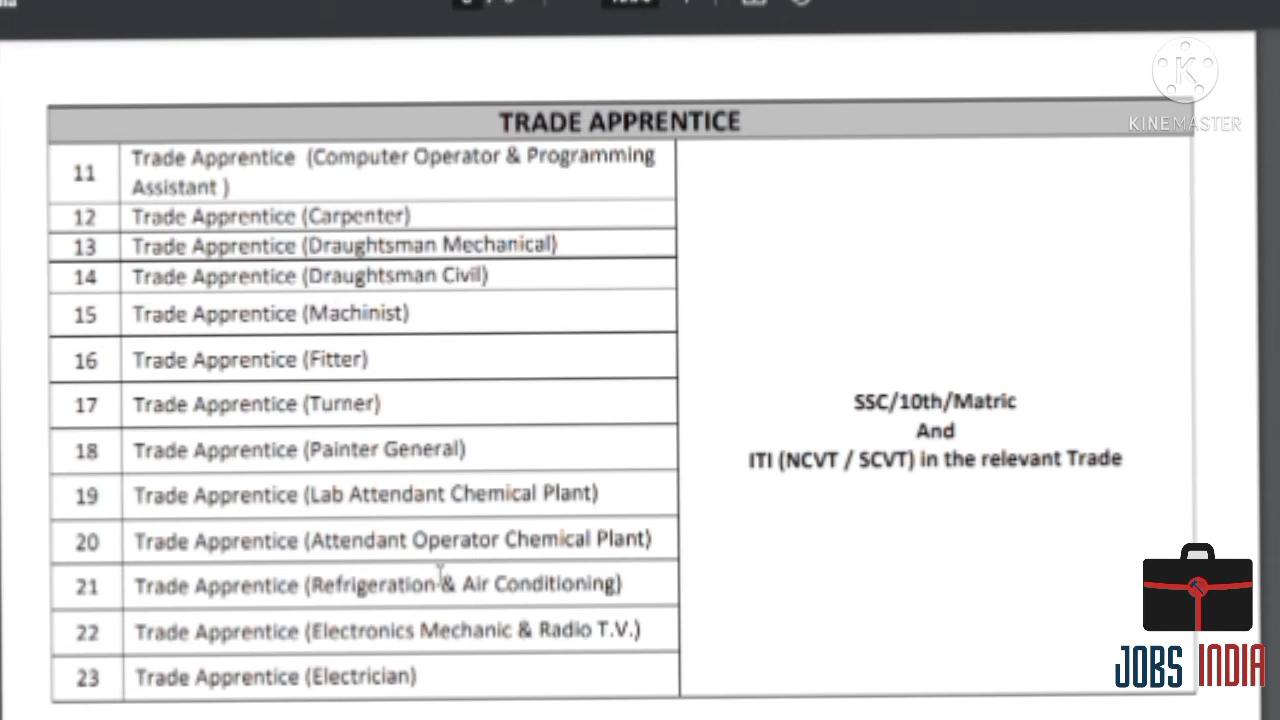 TRADE APPRENTICE
KINEMASTER
11 Trade Apprentice (Computer Operator & Programming
Assistant )
12 Trade Apprentice (Carpenter)
13 Trade Apprentice (Draughtsman Mechanical)
14 Trade Apprentice (Draughtsman Civil)
15 Trade Apprentice (Machinist)
16 Trade Apprentice (Fitter)
17 Trade Apprentice (Turner)
18 Trade Apprentice (Painter General)
19 Trade Apprentice (Lab Attendant Chemical Plant)
20 Trade Apprentice (Attendant Operator Chemical Plant)
21 Trade Apprentice (Refrigeration & Air Conditioning)
22 Trade Apprentice (Electronics Mechanic & Radio T.V.)
23 Trade Apprentice (Electrician)
SSC/10th/Matric
And
ITI (NCVT / SCVT) in the relevant Trade
JOBS INDIA